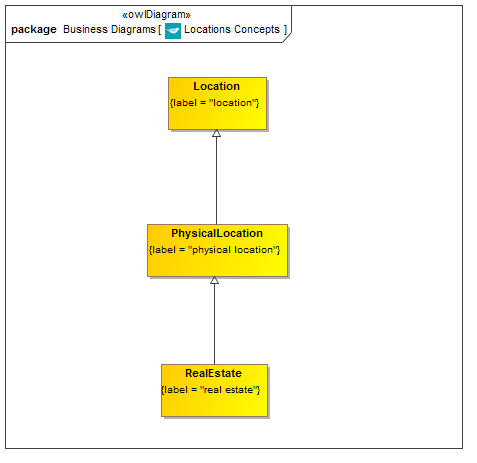 «owlDiagram»
package Business Diagrams [ Locations Concepts ]
Location
{label = "location"}
PhysicalLocation
{label = "physical location"}
RealEstate
{label = "real estate"}